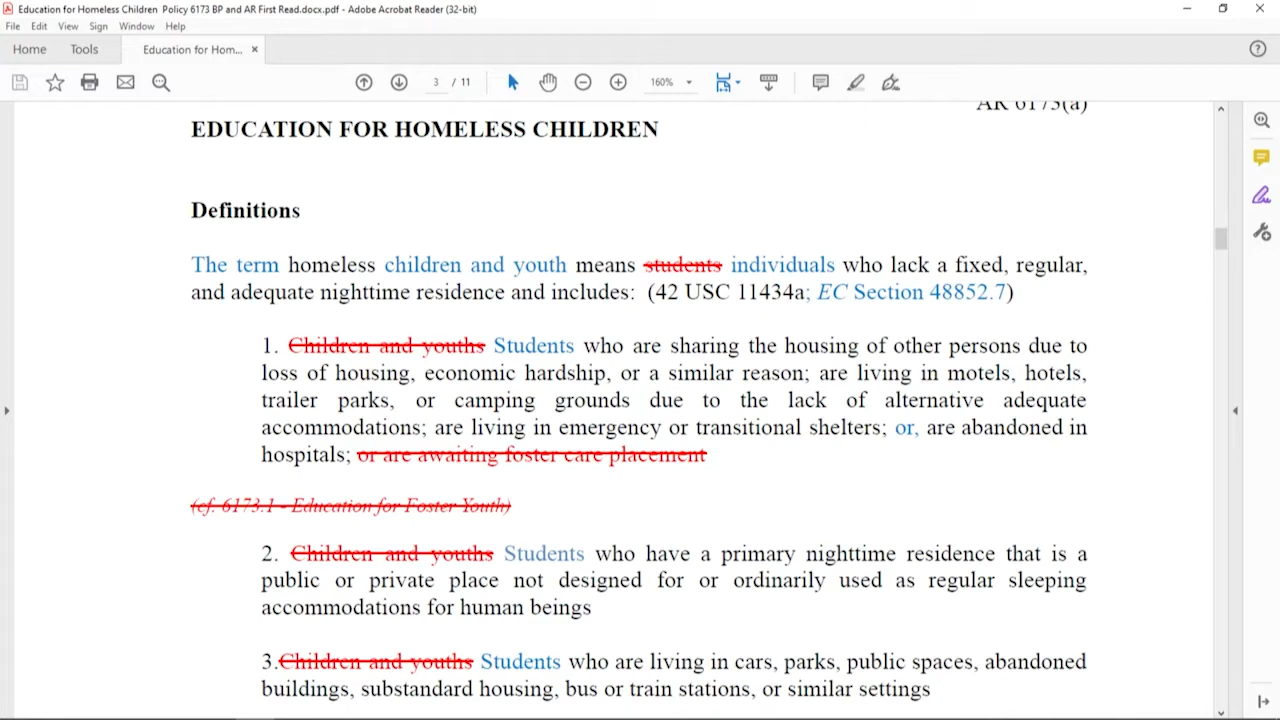 Education for Homeless Children  Policy 6173 BP and AR First Read.docx.pdf - Adobe Acrobat Reader (32-bit)
File Edit View Sign Window Help
Home Tools Education for Hom... ×
3 / 11 160%
AR 6173(a)
EDUCATION FOR HOMELESS CHILDREN
Definitions
The term homeless children and youth means students individuals who lack a fixed, regular,
and adequate nighttime residence and includes:  (42 USC 11434a; EC Section 48852.7)
1. Children and youths Students who are sharing the housing of other persons due to
loss of housing, economic hardship, or a similar reason; are living in motels, hotels,
trailer parks, or camping grounds due to the lack of alternative adequate
accommodations; are living in emergency or transitional shelters; or, are abandoned in
hospitals; or are awaiting foster care placement
(cf. 6173.1 - Education for Foster Youth)
2. Children and youths Students who have a primary nighttime residence that is a
public or private place not designed for or ordinarily used as regular sleeping
accommodations for human beings
3.Children and youths Students who are living in cars, parks, public spaces, abandoned
buildings, substandard housing, bus or train stations, or similar settings